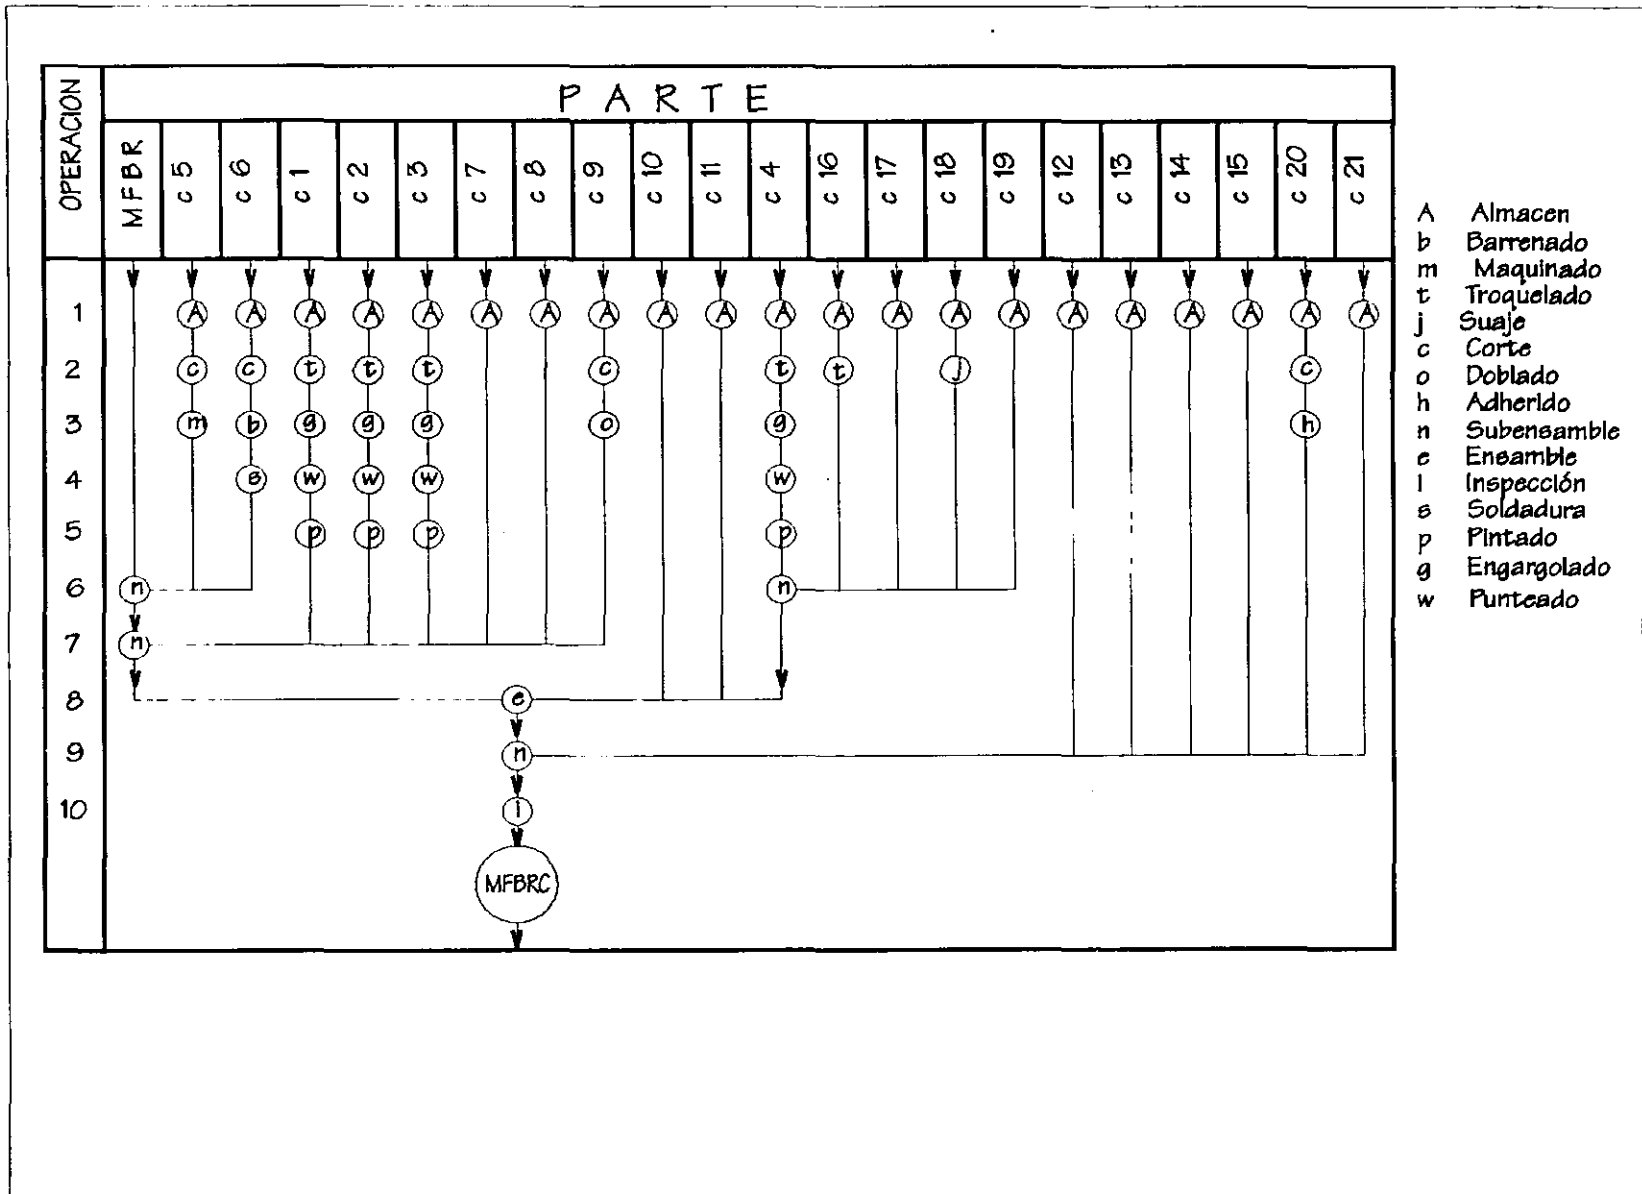 PARTE
OPERACION
MFBR c 5 c 6 c 1 c 2 c 3 c 7 c 8 c 9 c 10 c 11 c 4 c 16 c 17 c 18 c 19 c 12 c 13 c 14 c 15 c 20 c 21
1 A A A A A A A A A A A A A A A A A A A A A
2 c c t t t c t t j c
3 m b g g g o g h
4 s w w w w
5 p p p p
6 n n
7 n
8 e
9 n
10 i
MFBRC
A Almacen
b Barrenado
m Maquinado
t Troquelado
j Suaje
c Corte
o Doblado
h Adherido
n Subensamble
e Ensamble
I Inspección
s Soldadura
p Pintado
g Engargolado
w Punteado